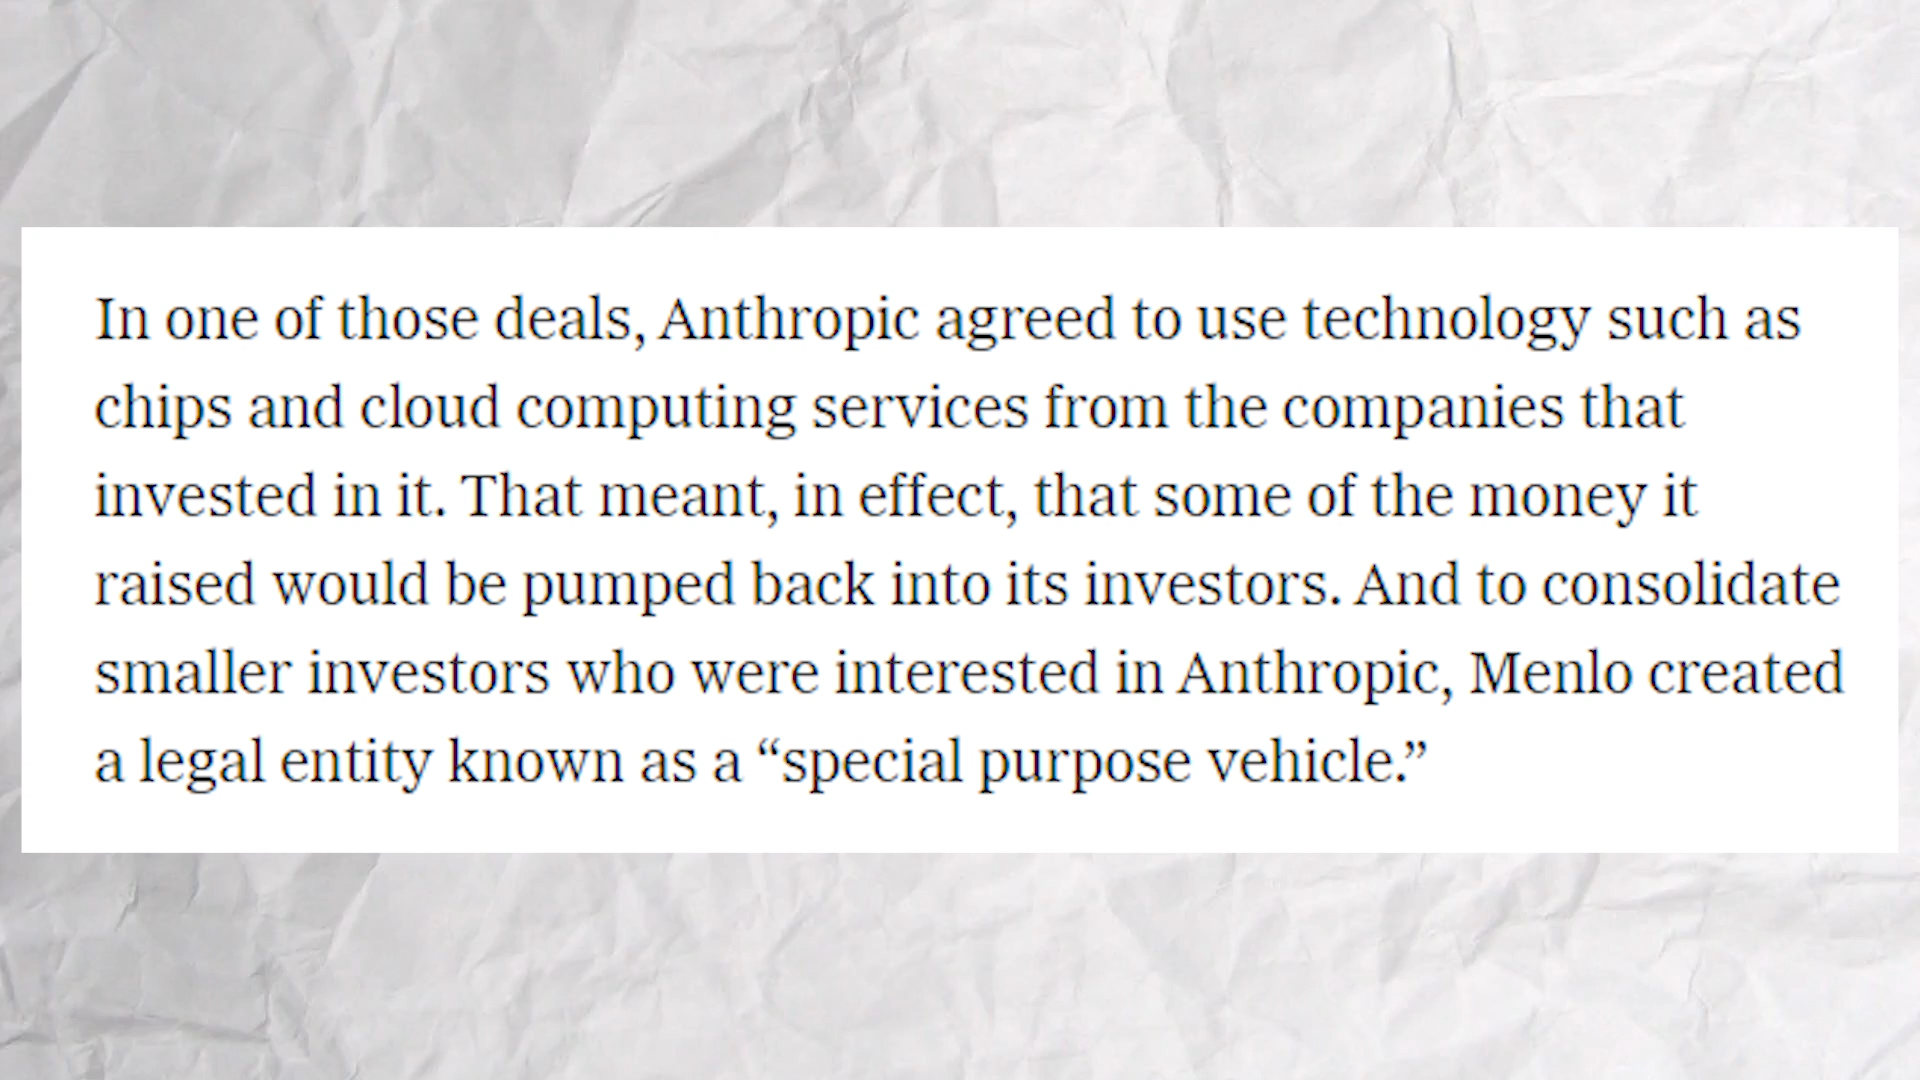 In one of those deals, Anthropic agreed to use technology such as
chips and cloud computing services from the companies that
invested in it. That meant, in effect, that some of the money it
raised would be pumped back into its investors. And to consolidate
smaller investors who were interested in Anthropic, Menlo created
a legal entity known as a “special purpose vehicle.”